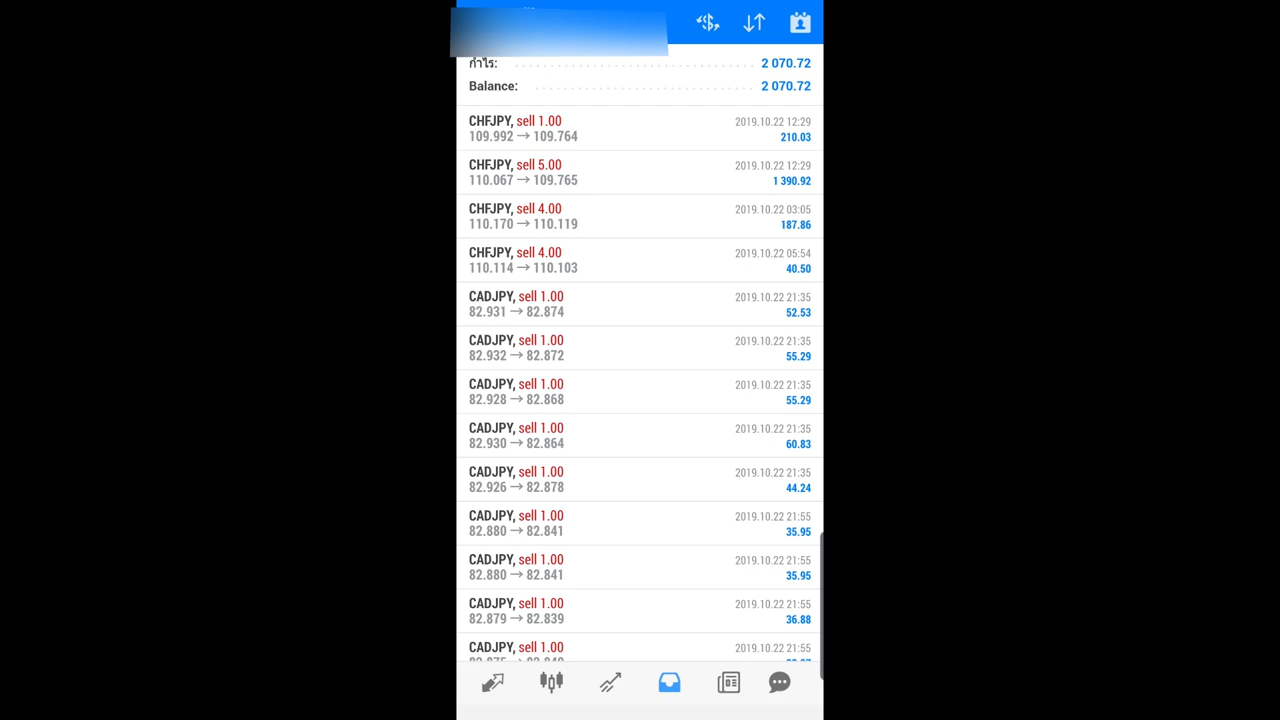 กำไร: 2 070.72
Balance: 2 070.72
CHFJPY, sell 1.00 2019.10.22 12:29
109.992 → 109.764 210.03
CHFJPY, sell 5.00 2019.10.22 12:29
110.067 → 109.765 1 390.92
CHFJPY, sell 4.00 2019.10.22 03:05
110.170 → 110.119 187.86
CHFJPY, sell 4.00 2019.10.22 05:54
110.114 → 110.103 40.50
CADJPY, sell 1.00 2019.10.22 21:35
82.931 → 82.874 52.53
CADJPY, sell 1.00 2019.10.22 21:35
82.932 → 82.872 55.29
CADJPY, sell 1.00 2019.10.22 21:35
82.928 → 82.868 55.29
CADJPY, sell 1.00 2019.10.22 21:35
82.930 → 82.864 60.83
CADJPY, sell 1.00 2019.10.22 21:35
82.926 → 82.878 44.24
CADJPY, sell 1.00 2019.10.22 21:55
82.880 → 82.841 35.95
CADJPY, sell 1.00 2019.10.22 21:55
82.880 → 82.841 35.95
CADJPY, sell 1.00 2019.10.22 21:55
82.879 → 82.839 36.88
CADJPY, sell 1.00 2019.10.22 21:55